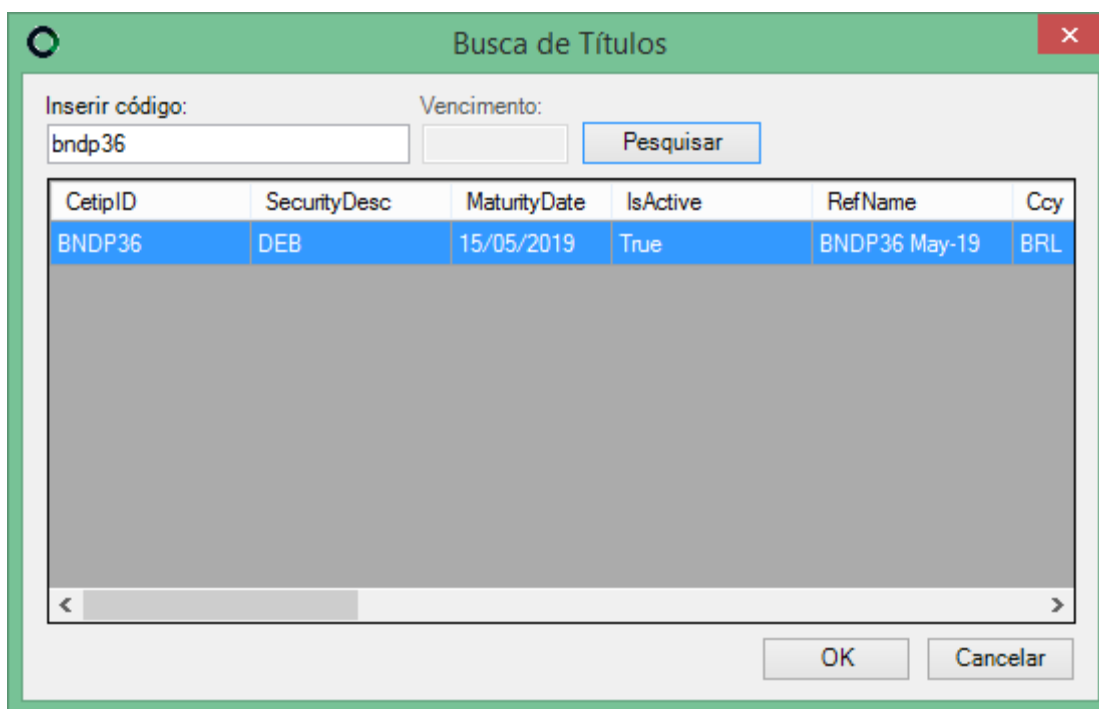 Busca de Títulos
Inserir código: Vencimento:
bndp36 Pesquisar
CetipID SecurityDesc MaturityDate IsActive RefName Ccy
BNDP36 DEB 15/05/2019 True BNDP36 May-19 BRL
OK Cancelar